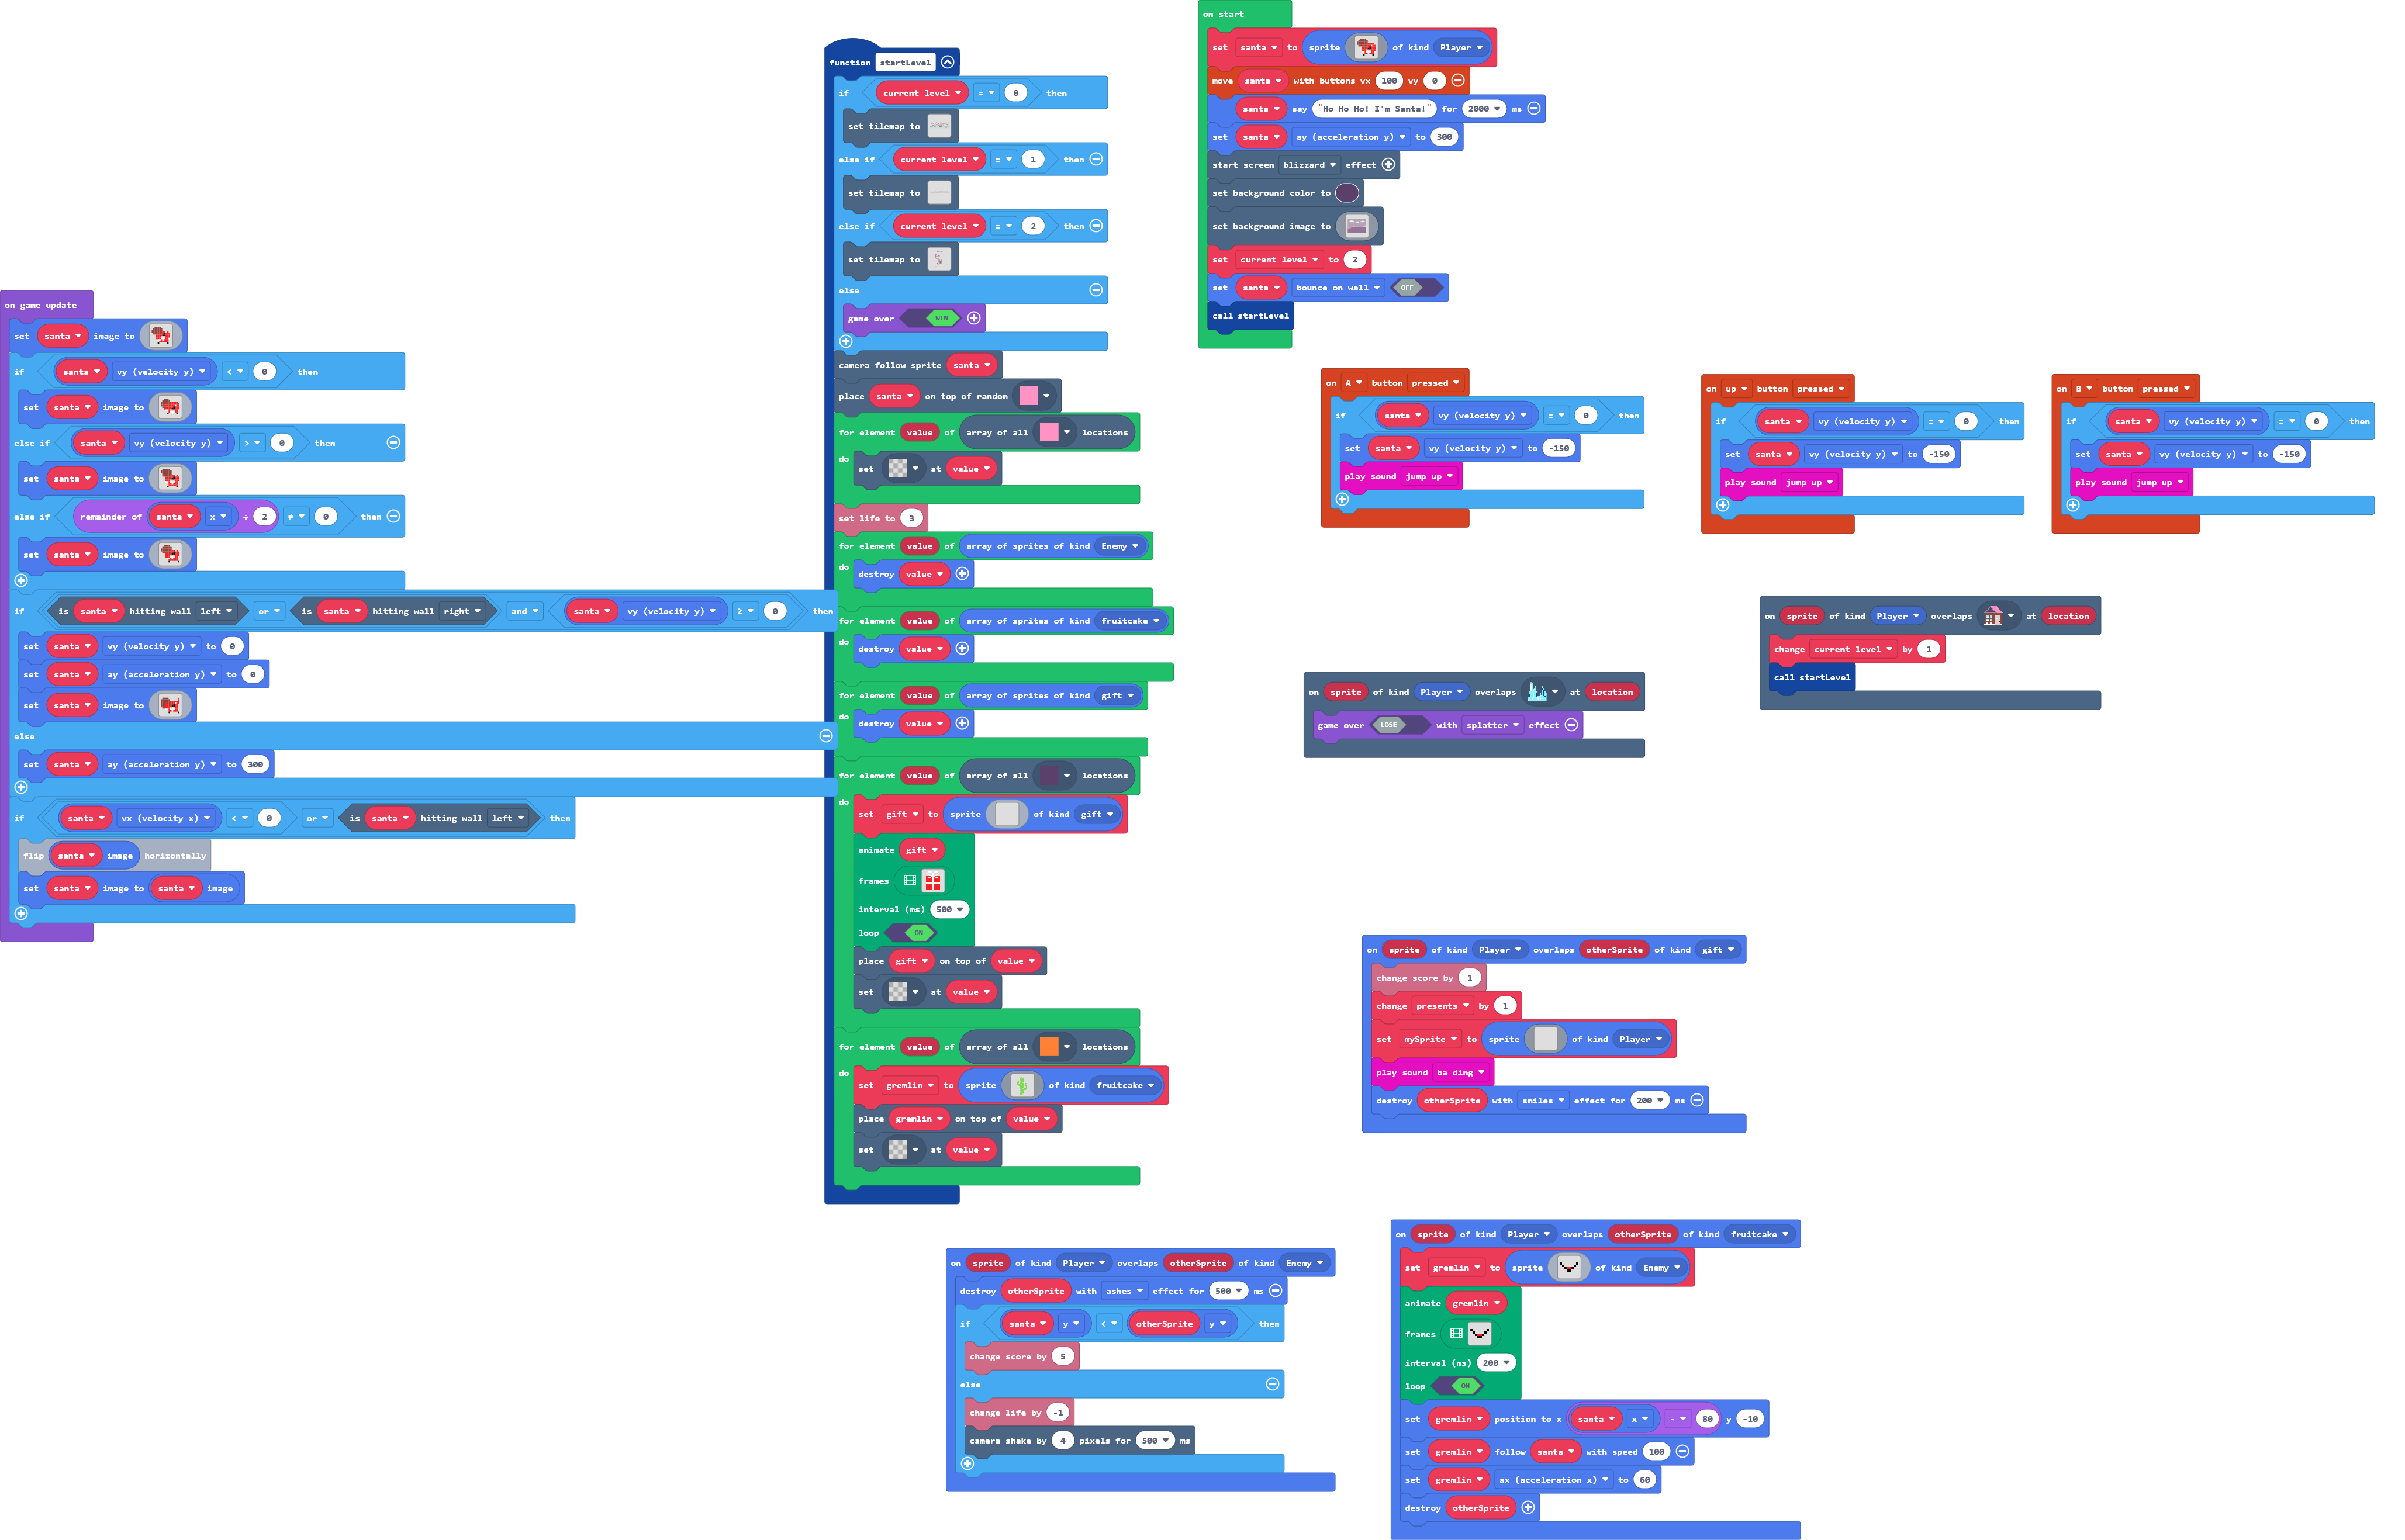 on start
set santa to sprite of kind Player
move santa with buttons vx 100 vy 0
santa say "Ho Ho Ho! I'm Santa!" for 2000 ms
set santa ay (acceleration y) to 300
start screen blizzard effect
set background color to
set background image to
set current level to 2
set santa bounce on wall OFF
call startLevel
function startLevel
if current level = 0 then
set tilemap to
else if current level = 1 then
set tilemap to
else if current level = 2 then
set tilemap to
else
game over WIN
camera follow sprite santa
place santa on top of random
for element value of array of all locations
do set at value
set life to 3
for element value of array of sprites of kind Enemy
do destroy value
for element value of array of sprites of kind fruitcake
do destroy value
for element value of array of sprites of kind gift
do destroy value
for element value of array of all locations
do set gift to sprite of kind gift
animate gift
frames
interval (ms) 500
loop ON
place gift on top of value
set at value
for element value of array of all locations
do set gremlin to sprite of kind fruitcake
place gremlin on top of value
set at value
on game update
set santa image to
if santa vy (velocity y) < 0 then
set santa image to
else if santa vy (velocity y) > 0 then
set santa image to
else if remainder of santa x ÷ 2 ≠ 0 then
set santa image to
if is santa hitting wall left or is santa hitting wall right and santa vy (velocity y) ≥ 0 then
set santa vy (velocity y) to 0
set santa ay (acceleration y) to 0
set santa image to
else
set santa ay (acceleration y) to 300
if santa vx (velocity x) < 0 or is santa hitting wall left then
flip santa image horizontally
set santa image to santa image
on A button pressed
if santa vy (velocity y) = 0 then
set santa vy (velocity y) to -150
play sound jump up
on up button pressed
if santa vy (velocity y) = 0 then
set santa vy (velocity y) to -150
play sound jump up
on B button pressed
if santa vy (velocity y) = 0 then
set santa vy (velocity y) to -150
play sound jump up
on sprite of kind Player overlaps at location
change current level by 1
call startLevel
on sprite of kind Player overlaps at location
game over LOSE with splatter effect
on sprite of kind Player overlaps otherSprite of kind gift
change score by 1
change presents by 1
set mySprite to sprite of kind Player
play sound ba ding
destroy otherSprite with smiles effect for 200 ms
on sprite of kind Player overlaps otherSprite of kind Enemy
destroy otherSprite with ashes effect for 500 ms
if santa y < otherSprite y then
change score by 5
else
change life by -1
camera shake by 4 pixels for 500 ms
on sprite of kind Player overlaps otherSprite of kind fruitcake
set gremlin to sprite of kind Enemy
animate gremlin
frames
interval (ms) 200
loop ON
set gremlin position to x santa x - 80 y -10
set gremlin follow santa with speed 100
set gremlin ax (acceleration x) to 60
destroy otherSprite